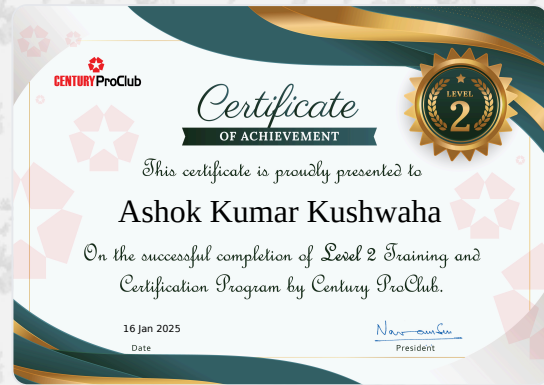 CENTURY ProClub
LEVEL
2
Certificate
OF ACHIEVEMENT
This certificate is proudly presented to
Ashok Kumar Kushwaha
On the successful completion of Level 2 Training and
Certification Program by Century ProClub.
16 Jan 2025
Date
President